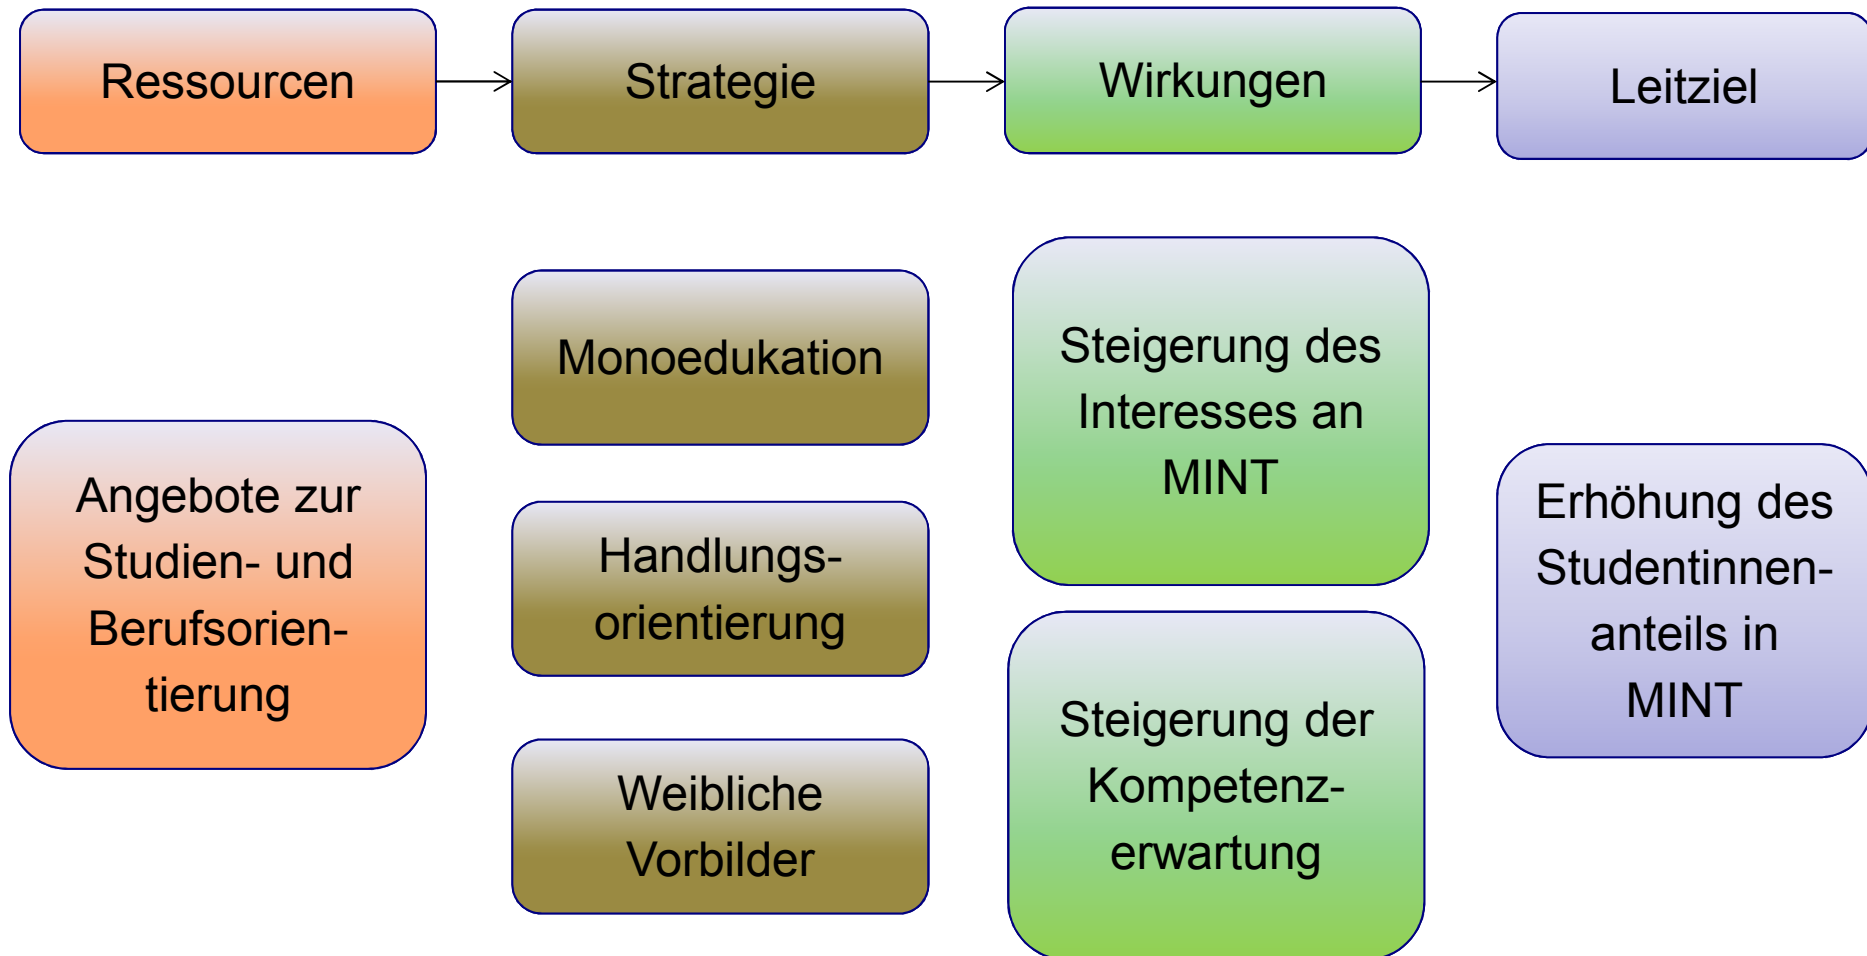 Ressourcen
Strategie
Wirkungen
Leitziel
Angebote zur
Studien- und
Berufsorien-
tierung
Monoedukation
Handlungs-
orientierung
Weibliche
Vorbilder
Steigerung des
Interesses an
MINT
Steigerung der
Kompetenz-
erwartung
Erhöhung des
Studentinnen-
anteils in
MINT